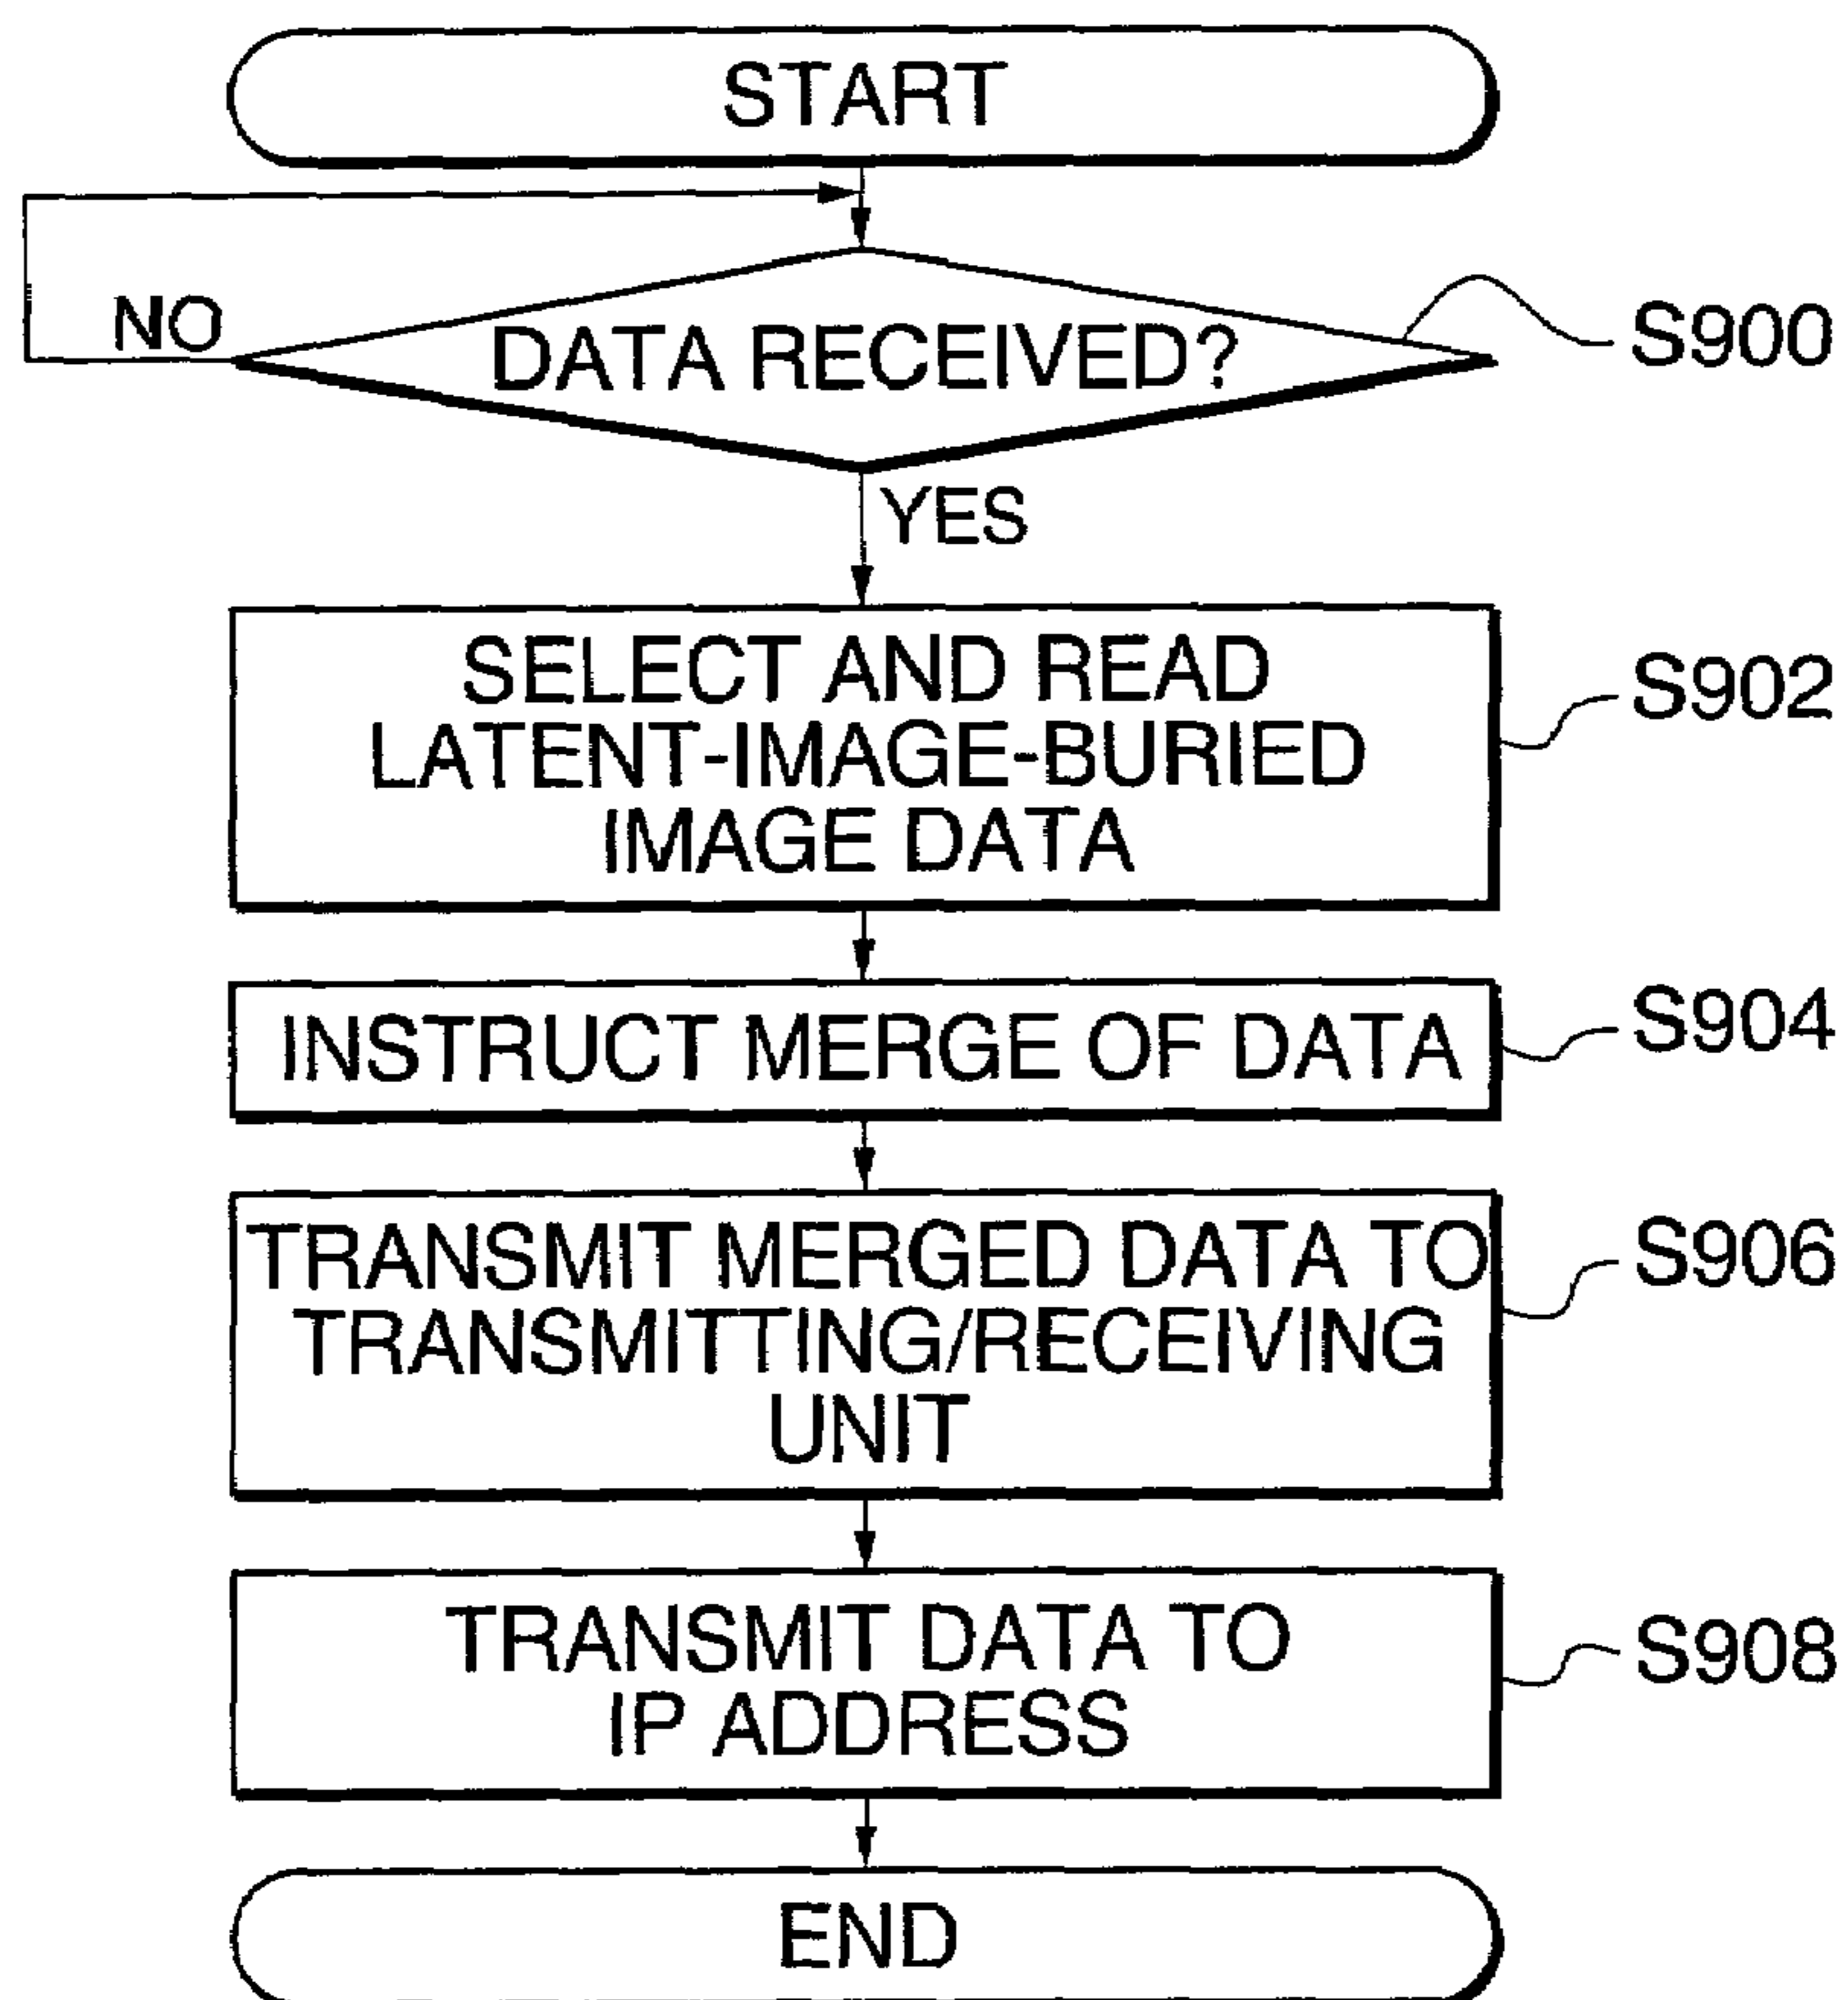 START
NO
DATA RECEIVED?
S900
YES
SELECT AND READ
LATENT-IMAGE-BURIED
IMAGE DATA
S902
INSTRUCT MERGE OF DATA
S904
TRANSMIT MERGED DATA TO
TRANSMITTING/RECEIVING
UNIT
S906
TRANSMIT DATA TO
IP ADDRESS
S908
END